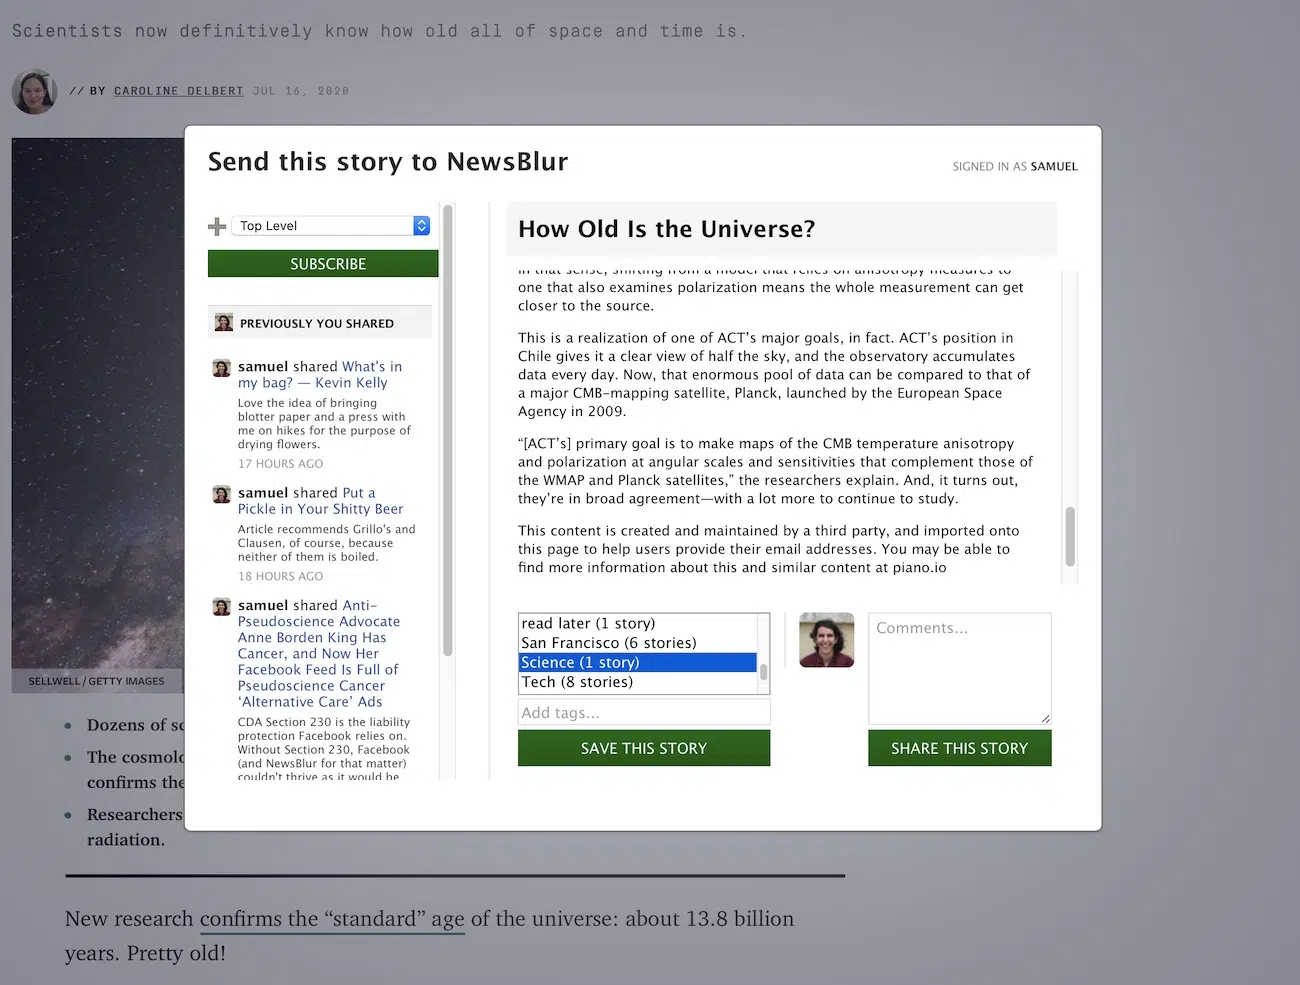 Scientists now definitively know how old all of space and time is.
// BY CAROLINE DELBERT JUL 16, 2020
Send this story to NewsBlur
SIGNED IN AS SAMUEL
Top Level
SUBSCRIBE
PREVIOUSLY YOU SHARED
samuel shared What's in
my bag? — Kevin Kelly
Love the idea of bringing
blotter paper and a press with
me on hikes for the purpose of
drying flowers.
17 HOURS AGO
samuel shared Put a
Pickle in Your Shitty Beer
Article recommends Grillo's and
Clausen, of course, because
neither of them is boiled.
18 HOURS AGO
samuel shared Anti-
Pseudoscience Advocate
Anne Borden King Has
Cancer, and Now Her
Facebook Feed Is Full of
Pseudoscience Cancer
‘Alternative Care’ Ads
CDA Section 230 is the liability
protection Facebook relies on.
Without Section 230, Facebook
(and NewsBlur for that matter)
couldn't thrive as it would be
How Old Is the Universe?
in that sense, shifting from a model that relies on anisotropy measures to
one that also examines polarization means the whole measurement can get
closer to the source.
This is a realization of one of ACT’s major goals, in fact. ACT’s position in
Chile gives it a clear view of half the sky, and the observatory accumulates
data every day. Now, that enormous pool of data can be compared to that of
a major CMB-mapping satellite, Planck, launched by the European Space
Agency in 2009.
“[ACT’s] primary goal is to make maps of the CMB temperature anisotropy
and polarization at angular scales and sensitivities that complement those of
the WMAP and Planck satellites,” the researchers explain. And, it turns out,
they’re in broad agreement—with a lot more to continue to study.
This content is created and maintained by a third party, and imported onto
this page to help users provide their email addresses. You may be able to
find more information about this and similar content at piano.io
read later (1 story)
San Francisco (6 stories)
Science (1 story)
Tech (8 stories)
Add tags...
SAVE THIS STORY
Comments...
SHARE THIS STORY
SELLWELL / GETTY IMAGES
Dozens of
The
confirms the
Researchers
radiation.
New research confirms the “standard” age of the universe: about 13.8 billion
years. Pretty old!